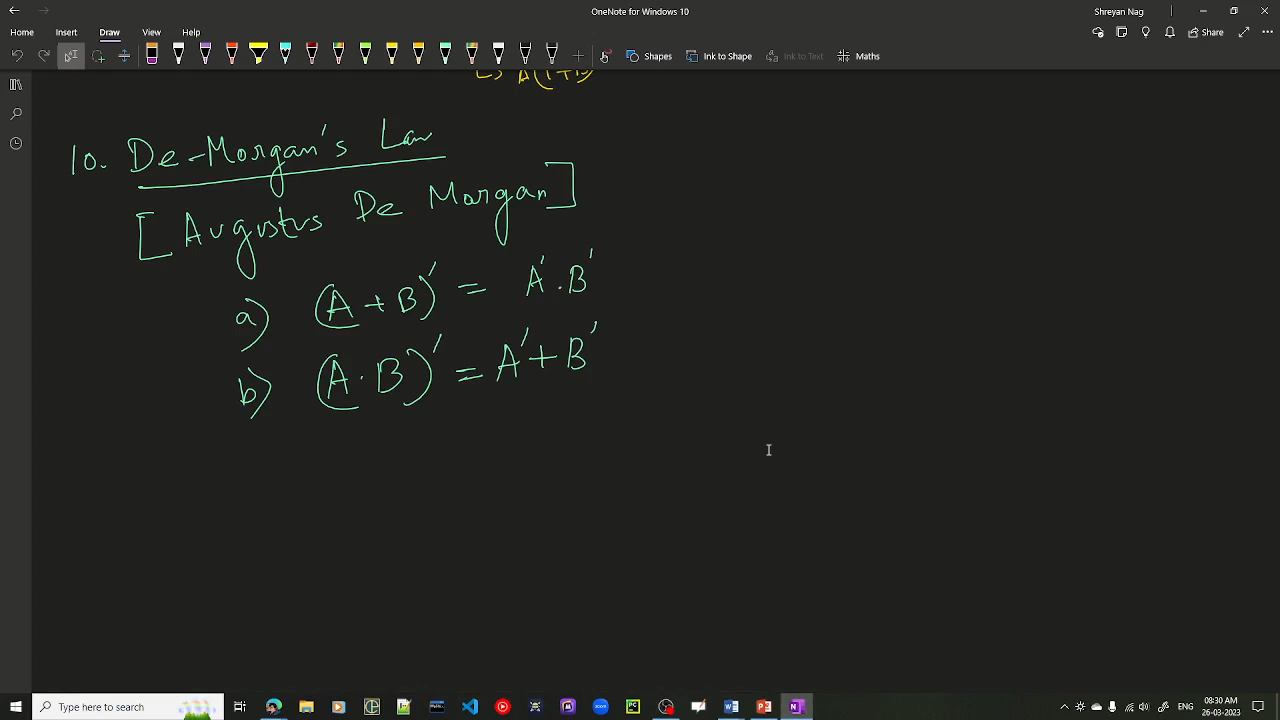 OneNote for Windows 10
Shreyan Nag
Home Insert Draw View Help
Share
Shapes Ink to Shape Ink to Text Maths
10. De-Morgan's Law
[Augustus De Morgan]
a) (A + B)' = A' . B'
b) (A . B)' = A' + B'
Type here to search
ENG 08:30 AM
26-03-2023